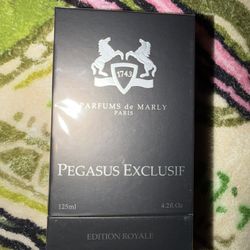 1743
PARFUMS de MARLY
PARIS
PEGASUS EXCLUSIF
125ml 4.2fl.Oz
EDITION ROYALE